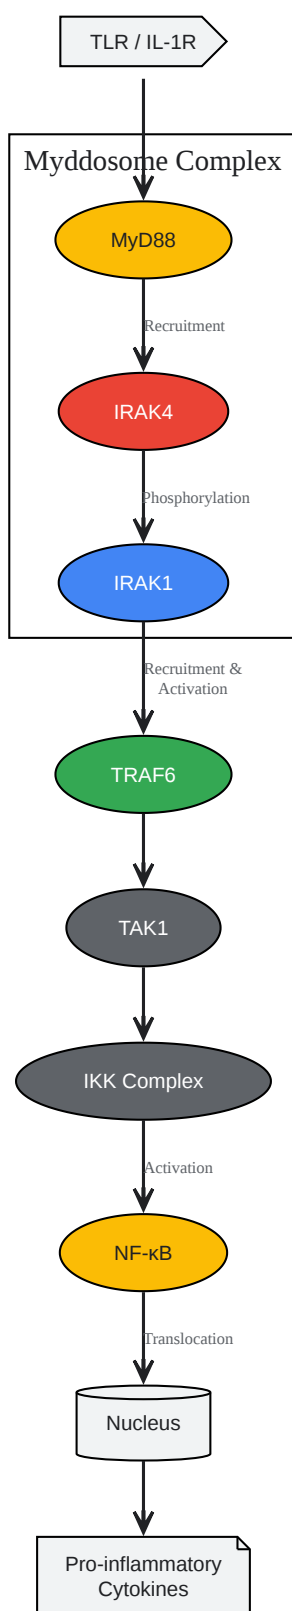 TLR / IL-1R
Myddosome Complex
MyD88
Recruitment
IRAK4
Phosphorylation
IRAK1
Recruitment &
Activation
TRAF6
TAK1
IKK Complex
Activation
NF-κB
Translocation
Nucleus
Pro-inflammatory
Cytokines